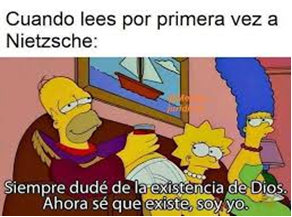 Cuando lees por primera vez a
Nietzsche:
Siempre dudé de la existencia de Dios.
Ahora sé que existe, soy yo.